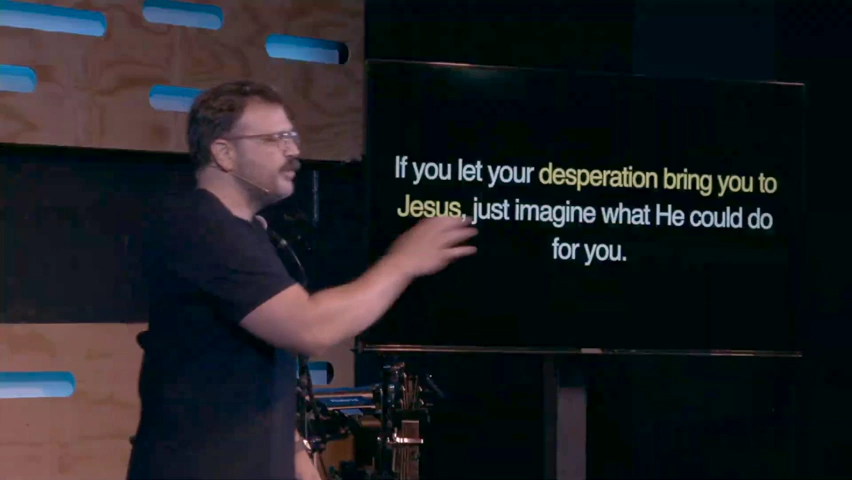 If you let your desperation bring you to
Jesus, just imagine what He could do
for you.